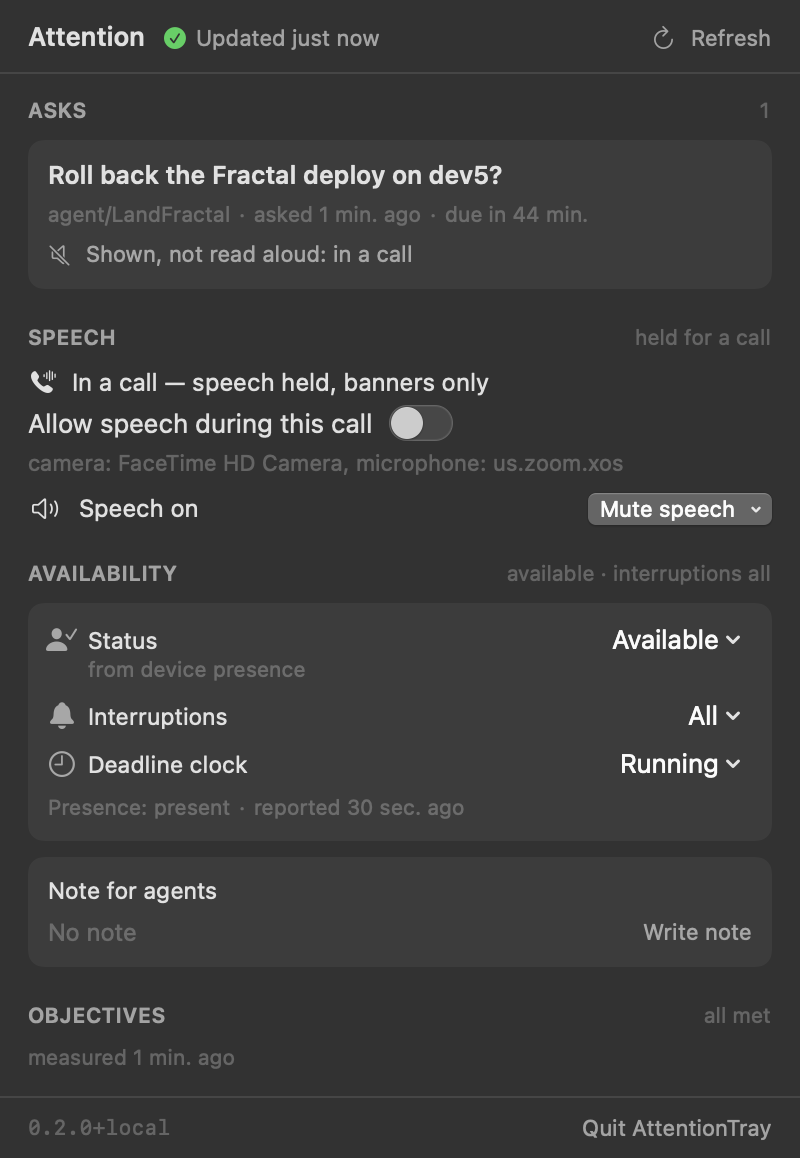 Attention Updated just now Refresh
ASKS 1
Roll back the Fractal deploy on dev5?
agent/LandFractal · asked 1 min. ago · due in 44 min.
Shown, not read aloud: in a call
SPEECH held for a call
In a call — speech held, banners only
Allow speech during this call
camera: FaceTime HD Camera, microphone: us.zoom.xos
Speech on Mute speech
AVAILABILITY available · interruptions all
Status Available
from device presence
Interruptions All
Deadline clock Running
Presence: present · reported 30 sec. ago
Note for agents
No note Write note
OBJECTIVES all met
measured 1 min. ago
0.2.0+local Quit AttentionTray